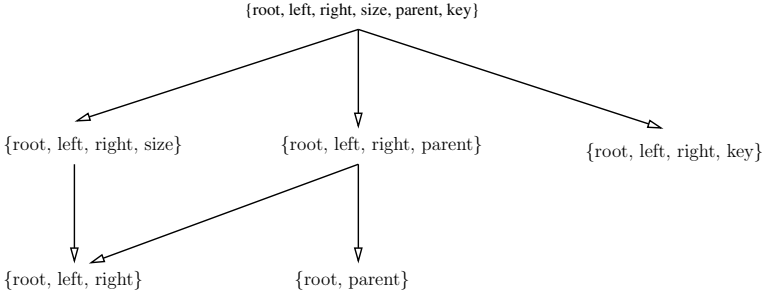 {root, left, right, size, parent, key}
{root, left, right, size}
{root, left, right, parent}
{root, left, right, key}
{root, left, right}
{root, parent}